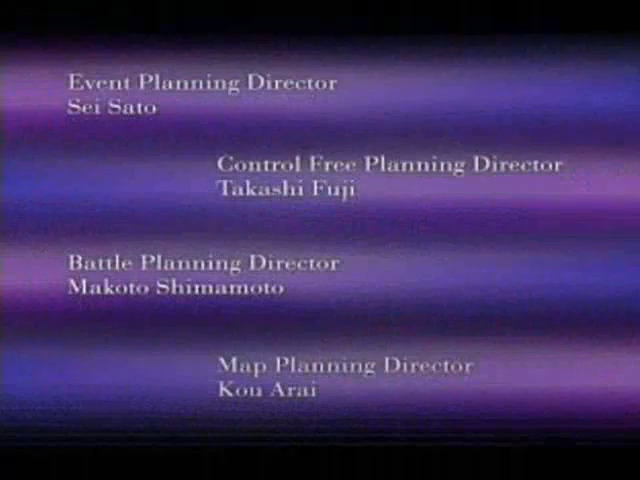 Event Planning Director
Sei Sato
Control Free Planning Director
Takashi Fuji
Battle Planning Director
Makoto Shimamoto
Map Planning Director
Kou Arai